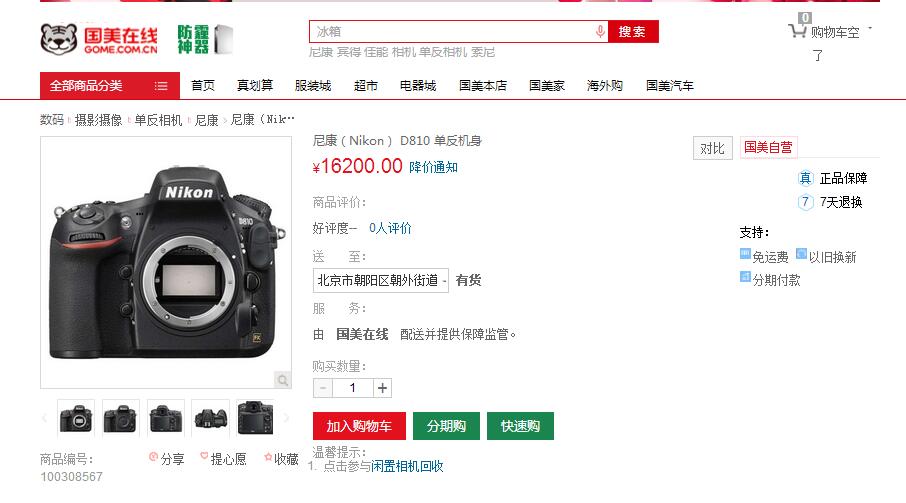 国美在线
GOME.COM.CN
防霾
神器
冰箱
搜索
0
购物车空
了
尼康 宾得 佳能 相机 单反相机 索尼
全部商品分类
首页 真划算 服装城 超市 电器城 国美本店 国美家 海外购 国美汽车
数码 摄影摄像 单反相机 尼康 > 尼康（Nik…
尼康（Nikon） D810 单反机身
¥16200.00 降价通知
商品评价：
好评度-- 0人评价
送 至：
北京市朝阳区朝外街道 有货
服 务：
由 国美在线 配送并提供保障监管。
购买数量：
- 1 +
加入购物车 分期购 快速购
温馨提示：
1. 点击参与闲置相机回收
对比 国美自营
真 正品保障
7 7天退换
支持：
免运费 以旧换新
分期付款
Nikon
D810
FX
商品编号：
100308567
分享 提心愿 收藏